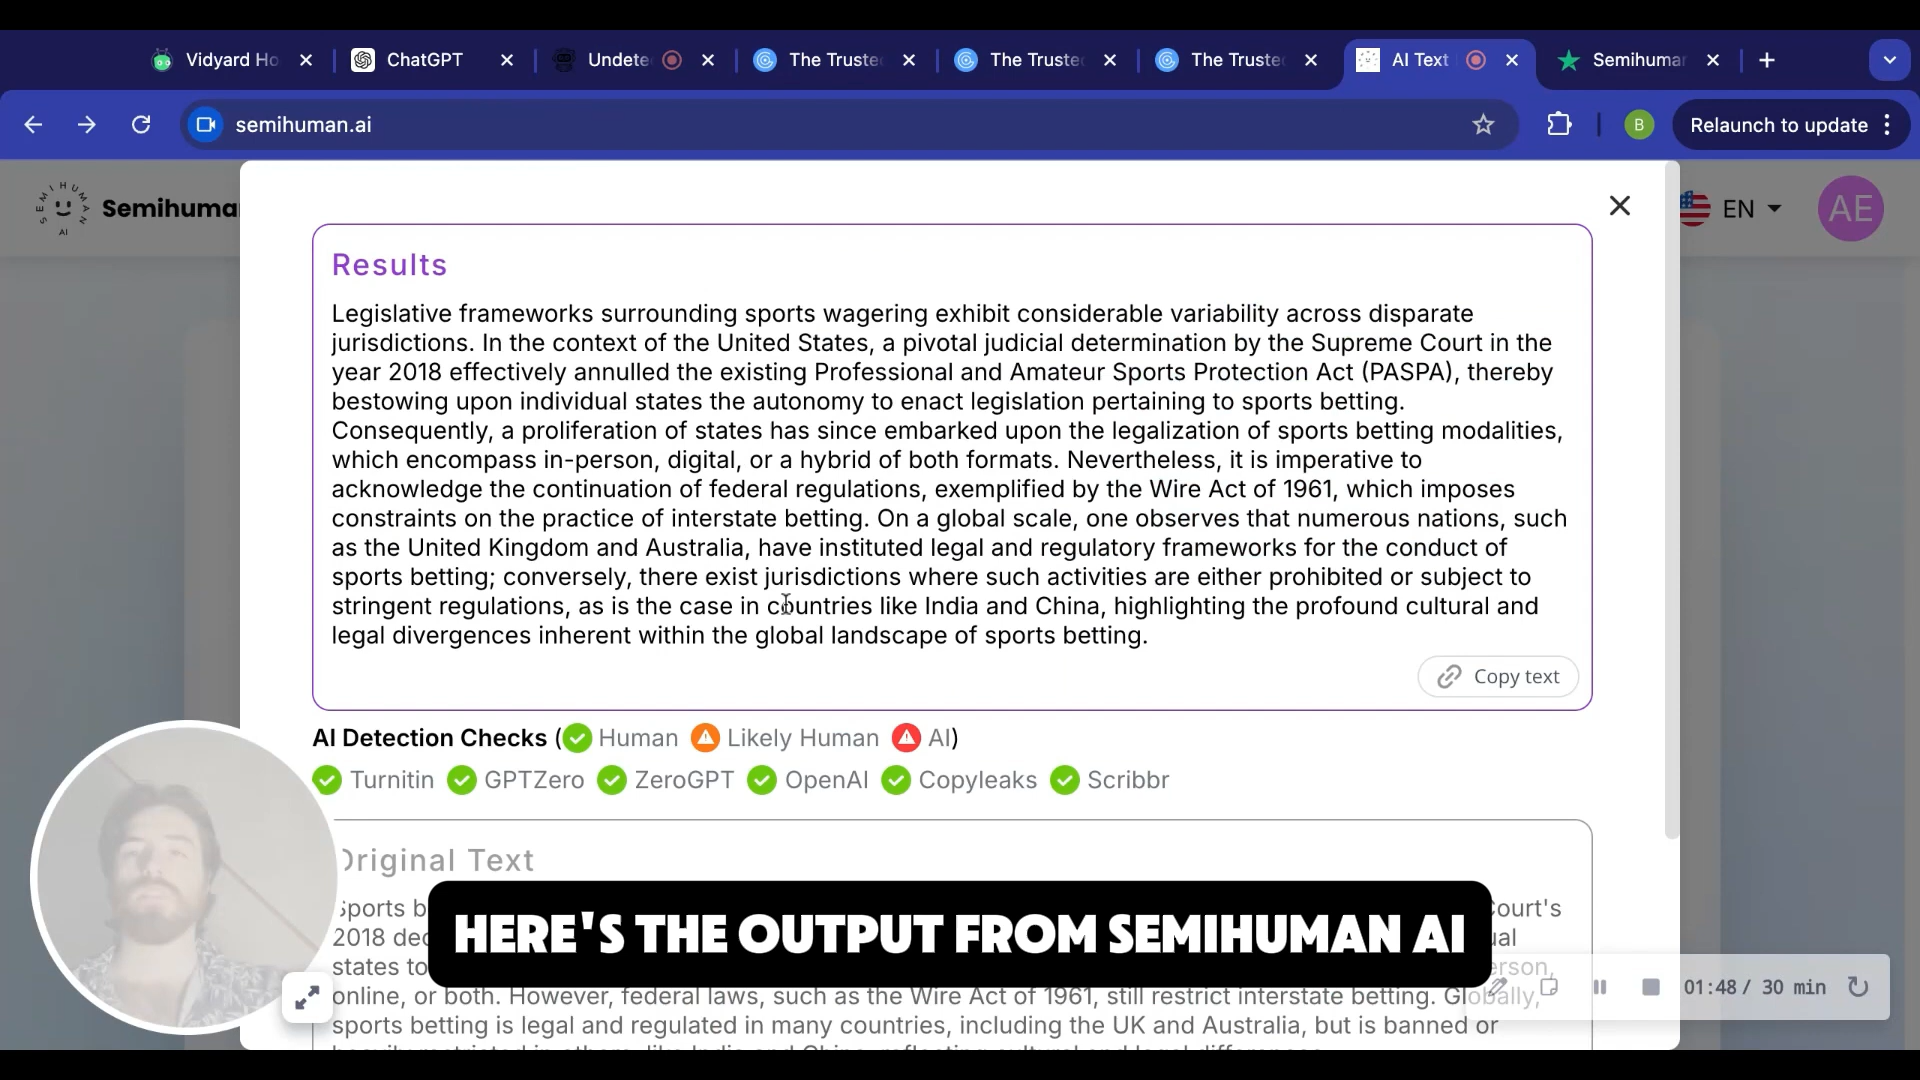 Vidyard Ho
ChatGPT
Undete
The Truste
The Truste
The Truste
AI Text
Semihuman
semihuman.ai
B
Relaunch to update
SEMIHUMAN
AI
Semihuman
EN
AE
Results
Legislative frameworks surrounding sports wagering exhibit considerable variability across disparate
jurisdictions. In the context of the United States, a pivotal judicial determination by the Supreme Court in the
year 2018 effectively annulled the existing Professional and Amateur Sports Protection Act (PASPA), thereby
bestowing upon individual states the autonomy to enact legislation pertaining to sports betting.
Consequently, a proliferation of states has since embarked upon the legalization of sports betting modalities,
which encompass in-person, digital, or a hybrid of both formats. Nevertheless, it is imperative to
acknowledge the continuation of federal regulations, exemplified by the Wire Act of 1961, which imposes
constraints on the practice of interstate betting. On a global scale, one observes that numerous nations, such
as the United Kingdom and Australia, have instituted legal and regulatory frameworks for the conduct of
sports betting; conversely, there exist jurisdictions where such activities are either prohibited or subject to
stringent regulations, as is the case in countries like India and China, highlighting the profound cultural and
legal divergences inherent within the global landscape of sports betting.
Copy text
AI Detection Checks (Human Likely Human AI)
Turnitin GPTZero ZeroGPT OpenAI Copyleaks Scribbr
Original Text
Sports b Court's
2018 dec ual
states to erson,
HERE'S THE OUTPUT FROM SEMIHUMAN AI
online, or both. However, federal laws, such as the Wire Act of 1961, still restrict interstate betting. Globally,
sports betting is legal and regulated in many countries, including the UK and Australia, but is banned or
01:48 / 30 min